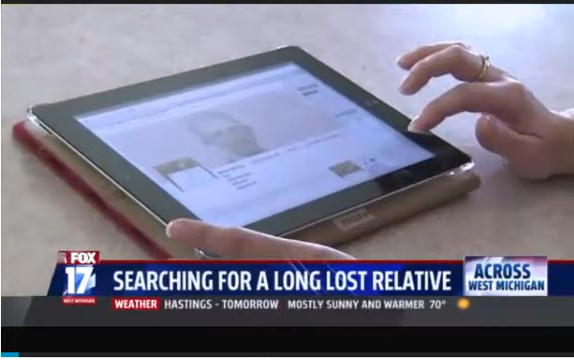 FOX
17
WEST MICHIGAN
SEARCHING FOR A LONG LOST RELATIVE
ACROSS
WEST MICHIGAN
WEATHER HASTINGS - TOMORROW MOSTLY SUNNY AND WARMER 70°